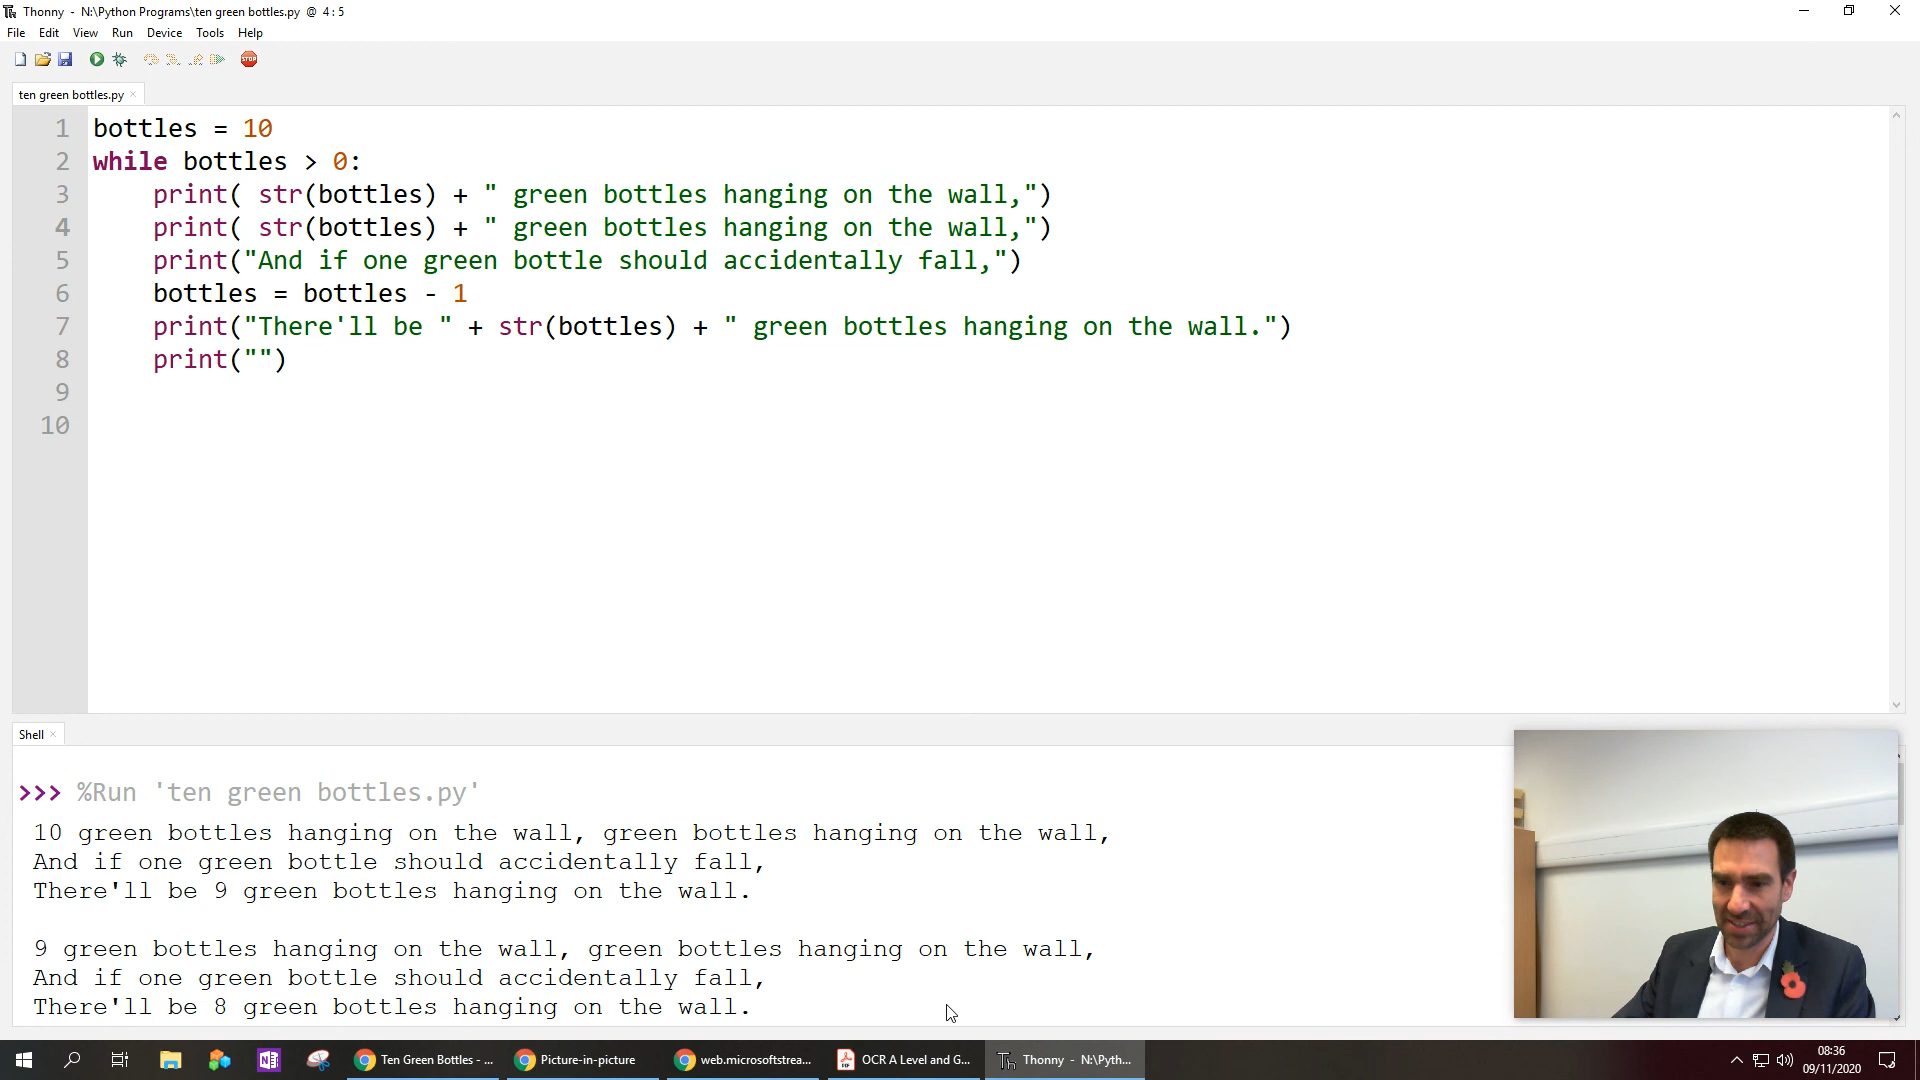 Thonny - N:\Python Programs\ten green bottles.py @ 4:5
File Edit View Run Device Tools Help
STOP
ten green bottles.py
1 bottles = 10
2 while bottles > 0:
3     print( str(bottles) + " green bottles hanging on the wall,")
4     print( str(bottles) + " green bottles hanging on the wall,")
5     print("And if one green bottle should accidentally fall,")
6     bottles = bottles - 1
7     print("There'll be " + str(bottles) + " green bottles hanging on the wall.")
8     print("")
9
10
Shell
>>> %Run 'ten green bottles.py'
10 green bottles hanging on the wall, green bottles hanging on the wall,
And if one green bottle should accidentally fall,
There'll be 9 green bottles hanging on the wall.
9 green bottles hanging on the wall, green bottles hanging on the wall,
And if one green bottle should accidentally fall,
There'll be 8 green bottles hanging on the wall.
Ten Green Bottles - ... Picture-in-picture web.microsoftstrea... OCR A Level and G... Thonny - N:\Pyth... 08:36
09/11/2020